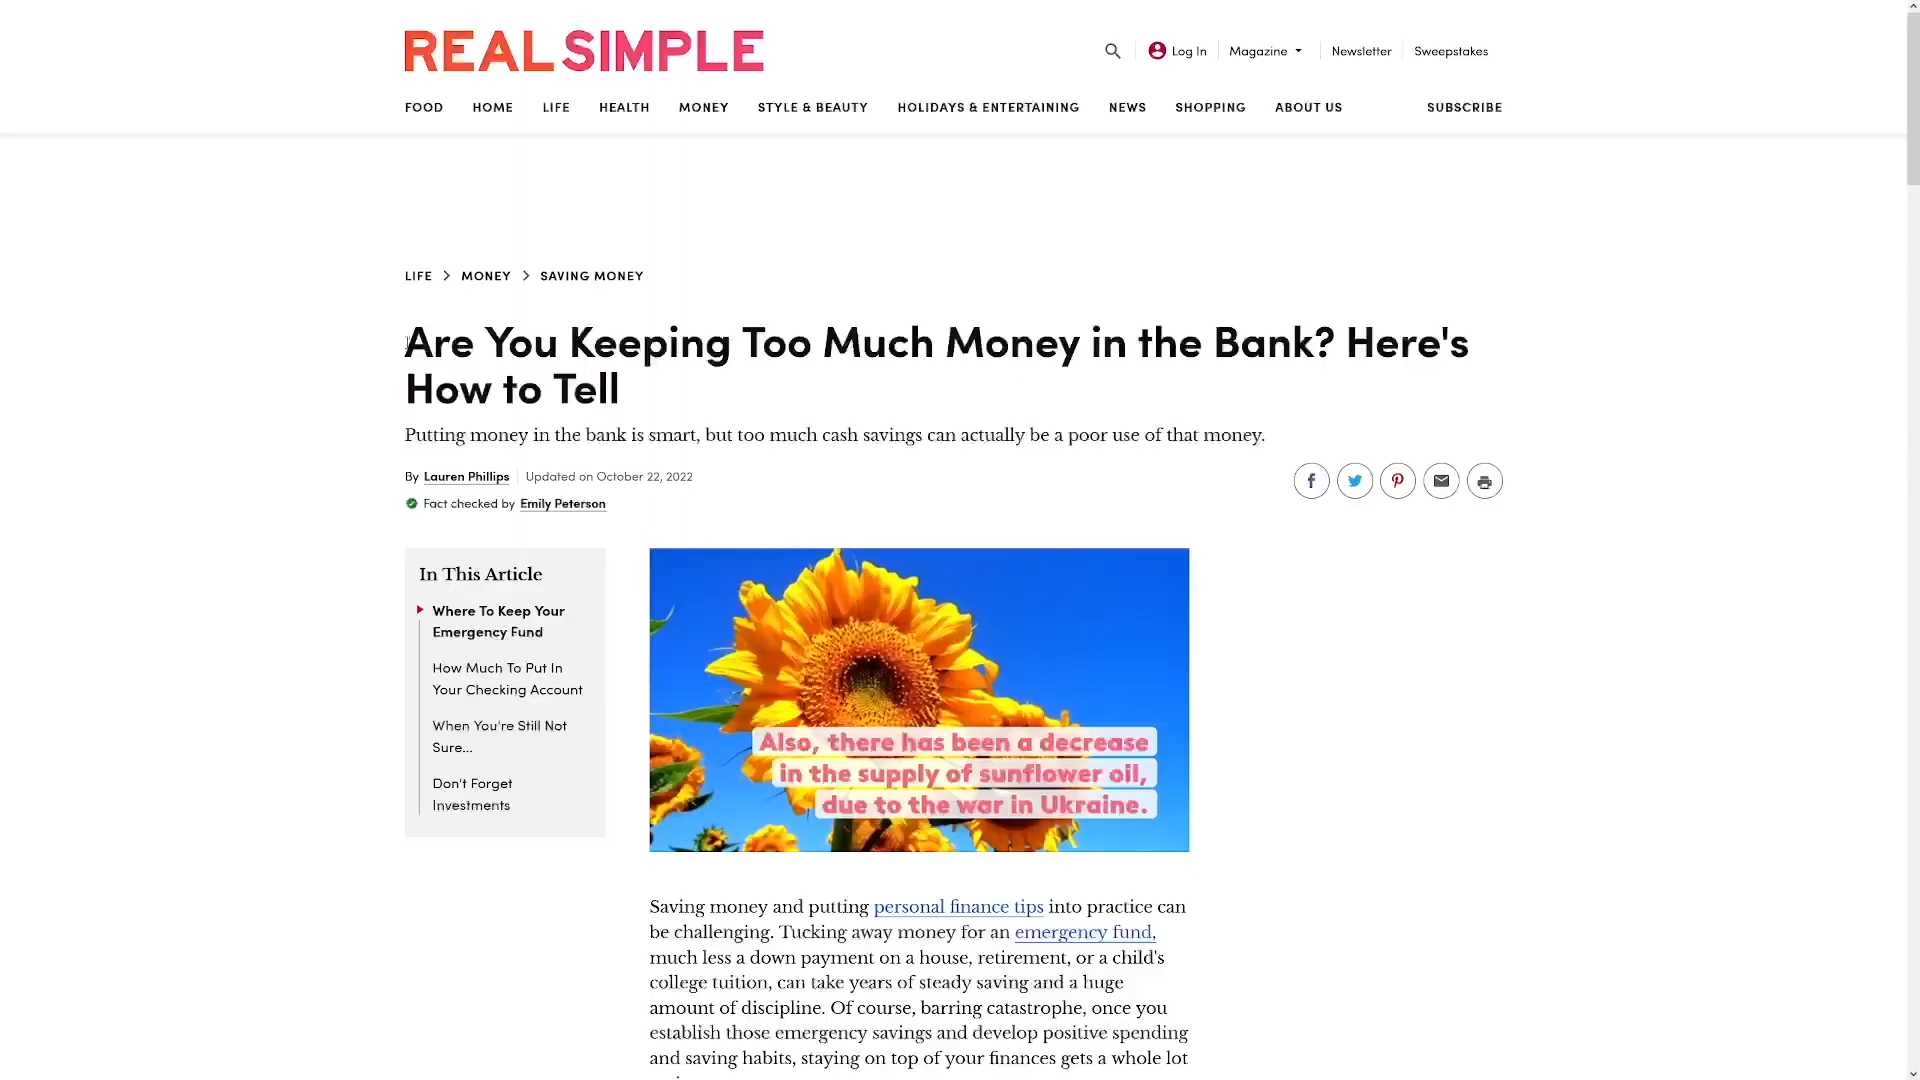 REAL SIMPLE
Log In
Magazine
Newsletter
Sweepstakes
FOOD
HOME
LIFE
HEALTH
MONEY
STYLE & BEAUTY
HOLIDAYS & ENTERTAINING
NEWS
SHOPPING
ABOUT US
SUBSCRIBE
LIFE > MONEY > SAVING MONEY
Are You Keeping Too Much Money in the Bank? Here's
How to Tell
Putting money in the bank is smart, but too much cash savings can actually be a poor use of that money.
By Lauren Phillips Updated on October 22, 2022
Fact checked by Emily Peterson
In This Article
Where To Keep Your
Emergency Fund
How Much To Put In
Your Checking Account
When You're Still Not
Sure...
Don't Forget
Investments
Also, there has been a decrease
in the supply of sunflower oil,
due to the war in Ukraine.
Saving money and putting personal finance tips into practice can
be challenging. Tucking away money for an emergency fund,
much less a down payment on a house, retirement, or a child's
college tuition, can take years of steady saving and a huge
amount of discipline. Of course, barring catastrophe, once you
establish those emergency savings and develop positive spending
and saving habits, staying on top of your finances gets a whole lot